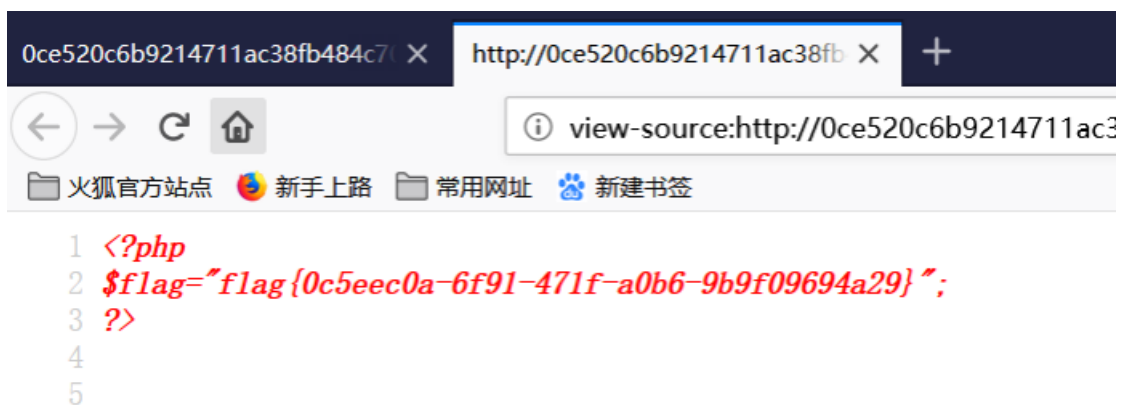 0ce520c6b9214711ac38fb484c7 http://0ce520c6b9214711ac38fb
view-source:http://0ce520c6b9214711ac3
火狐官方站点 新手上路 常用网址 新建书签
1 <?php
2 $flag="flag{0c5eec0a-6f91-471f-a0b6-9b9f09694a29}";
3 ?>
4
5